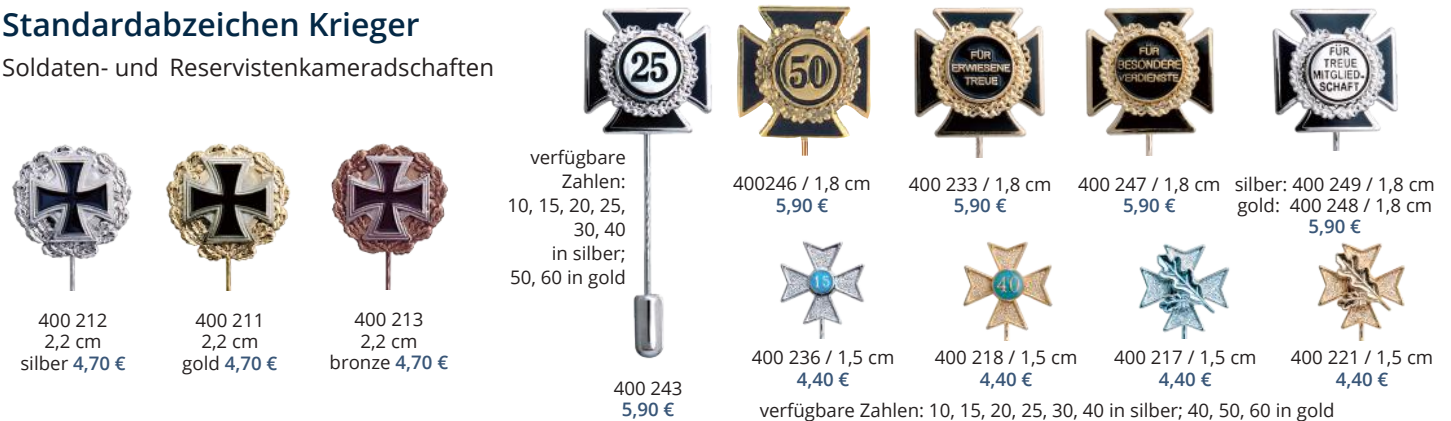 Standardabzeichen Krieger
Soldaten- und Reservistenkameradschaften
400 212
2,2 cm
silber 4,70 €
400 211
2,2 cm
gold 4,70 €
400 213
2,2 cm
bronze 4,70 €
25
verfügbare
Zahlen:
10, 15, 20, 25,
30, 40
in silber;
50, 60 in gold
400 243
5,90 €
50
400246 / 1,8 cm
5,90 €
FÜR
ERWIESENE
TREUE
400 233 / 1,8 cm
5,90 €
FÜR
BESONDERE
VERDIENSTE
400 247 / 1,8 cm
5,90 €
FÜR
TREUE
MITGLIED-
SCHAFT
silber: 400 249 / 1,8 cm
gold: 400 248 / 1,8 cm
5,90 €
15
400 236 / 1,5 cm
4,40 €
40
400 218 / 1,5 cm
4,40 €
400 217 / 1,5 cm
4,40 €
400 221 / 1,5 cm
4,40 €
verfügbare Zahlen: 10, 15, 20, 25, 30, 40 in silber; 40, 50, 60 in gold